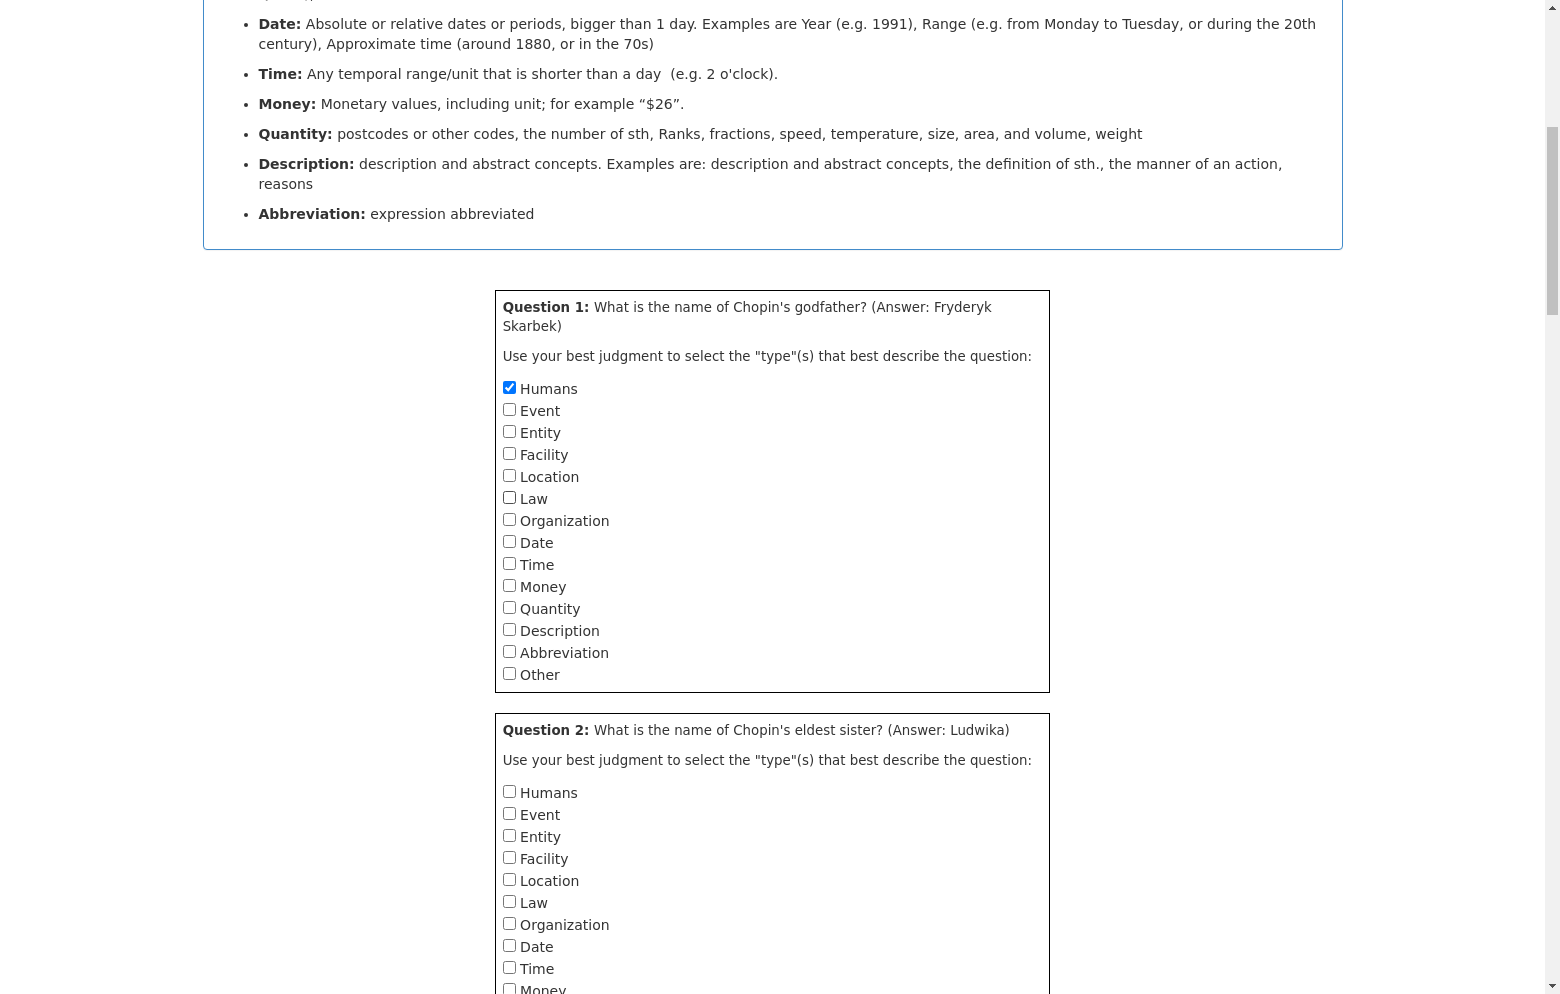 Date: Absolute or relative dates or periods, bigger than 1 day. Examples are Year (e.g. 1991), Range (e.g. from Monday to Tuesday, or during the 20th
century), Approximate time (around 1880, or in the 70s)
Time: Any temporal range/unit that is shorter than a day  (e.g. 2 o'clock).
Money: Monetary values, including unit; for example “$26”.
Quantity: postcodes or other codes, the number of sth, Ranks, fractions, speed, temperature, size, area, and volume, weight
Description: description and abstract concepts. Examples are: description and abstract concepts, the definition of sth., the manner of an action,
reasons
Abbreviation: expression abbreviated
Question 1: What is the name of Chopin's godfather? (Answer: Fryderyk
Skarbek)
Use your best judgment to select the "type"(s) that best describe the question:
Humans
Event
Entity
Facility
Location
Law
Organization
Date
Time
Money
Quantity
Description
Abbreviation
Other
Question 2: What is the name of Chopin's eldest sister? (Answer: Ludwika)
Use your best judgment to select the "type"(s) that best describe the question:
Humans
Event
Entity
Facility
Location
Law
Organization
Date
Time
Money